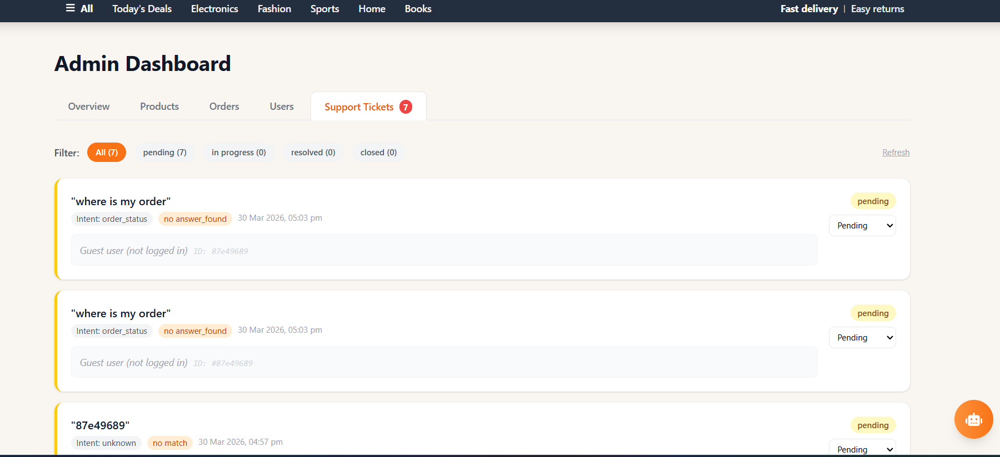 All Today's Deals Electronics Fashion Sports Home Books Fast delivery | Easy returns
Admin Dashboard
Overview Products Orders Users Support Tickets 7
Filter: All (7) pending (7) in progress (0) resolved (0) closed (0) Refresh
"where is my order" pending
Intent: order_status no answer_found 30 Mar 2026, 05:03 pm Pending
Guest user (not logged in) ID: 87e49689
"where is my order" pending
Intent: order_status no answer_found 30 Mar 2026, 05:03 pm Pending
Guest user (not logged in) ID: #87e49689
"87e49689" pending
Intent: unknown no match 30 Mar 2026, 04:57 pm Pending